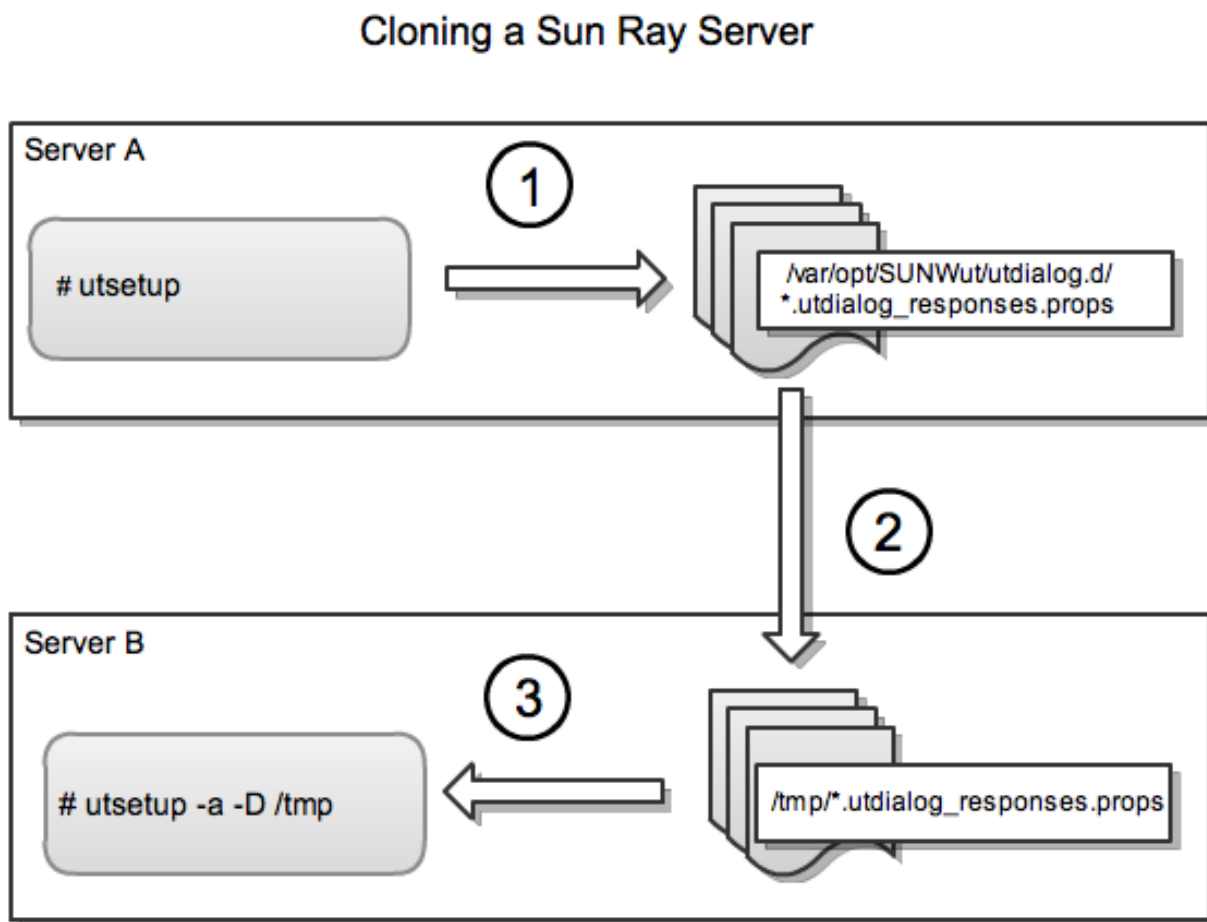 Cloning a Sun Ray Server
Server A
1
# utsetup
/var/opt/SUNWut/utdialog.d/
*.utdialog_responses.props
2
Server B
3
# utsetup -a -D /tmp
/tmp/*.utdialog_responses.props